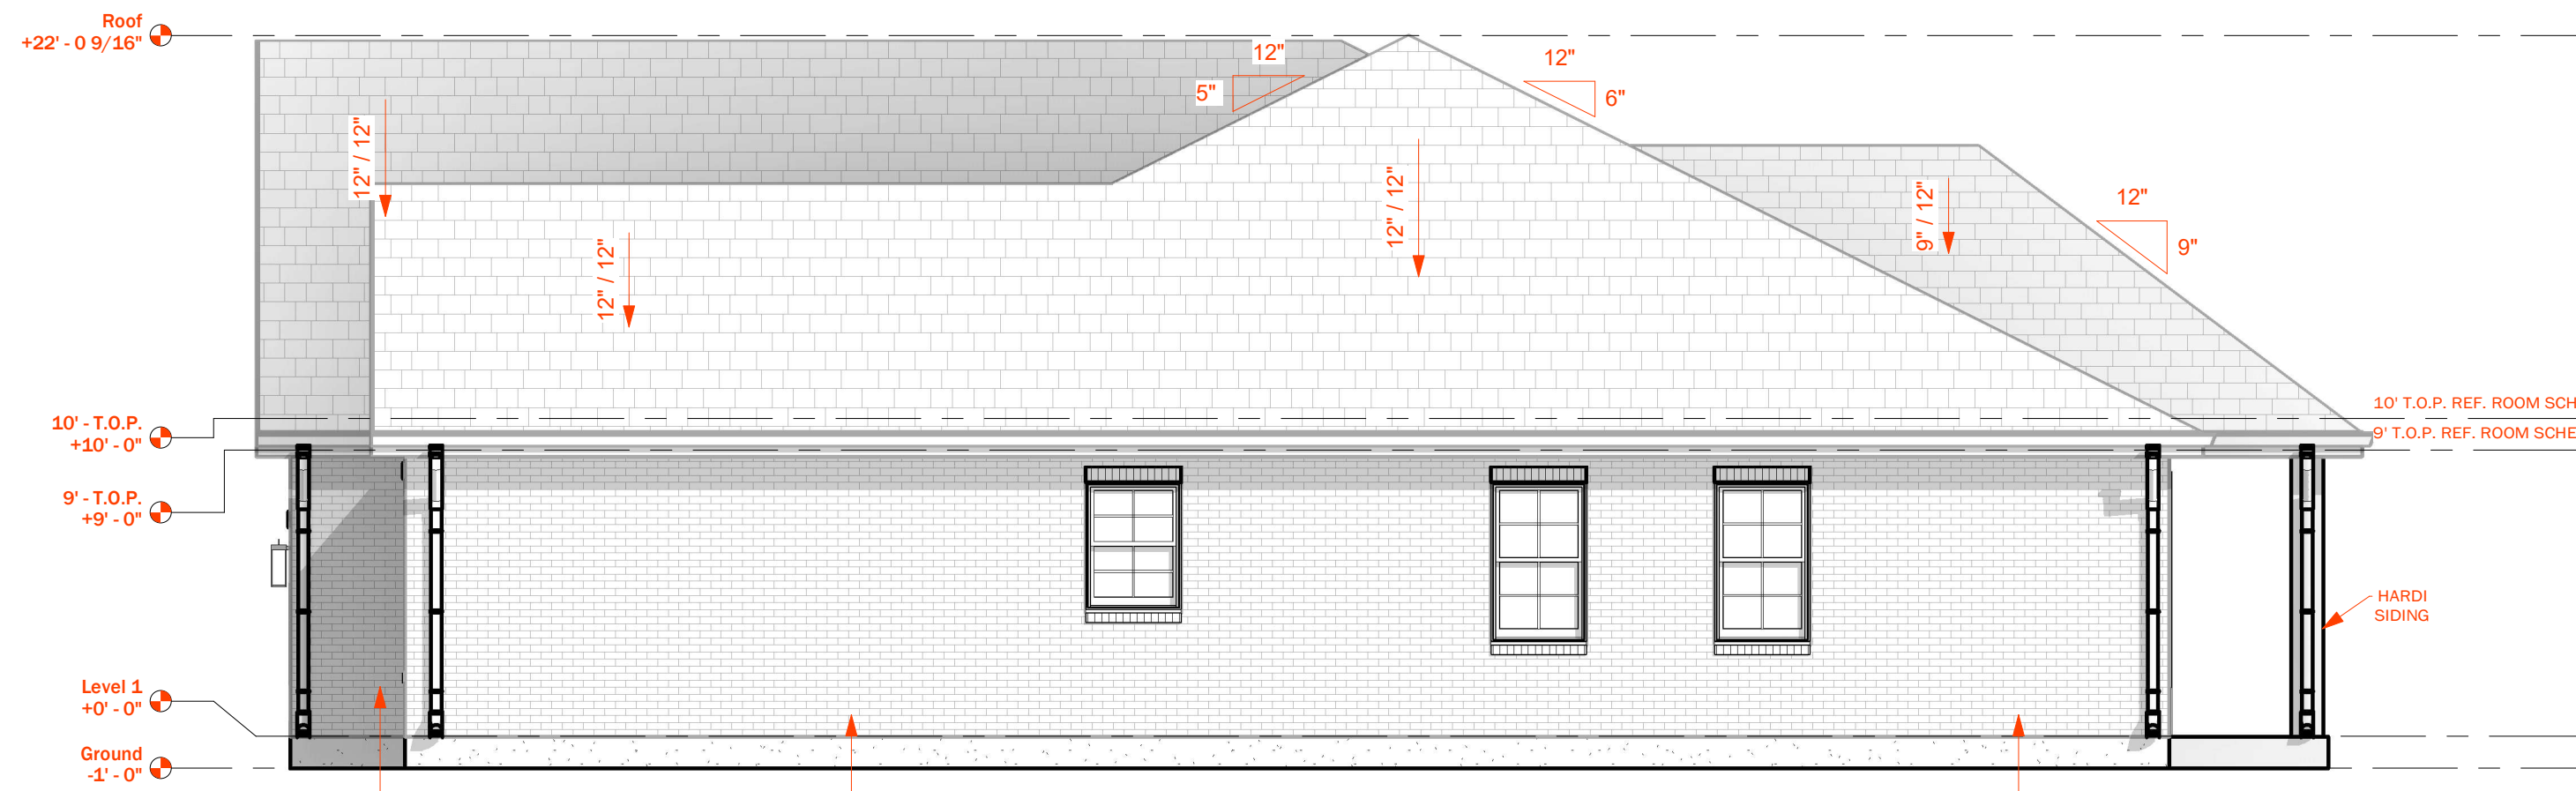 Roof
+22' - 0 9/16"
12"
5"
12"
6"
12" / 12"
12" / 12"
12" / 12"
9" / 12"
12"
9"
10' - T.O.P.
+10' - 0"
10' T.O.P. REF. ROOM SCH
9' T.O.P. REF. ROOM SCHE
9' - T.O.P.
+9' - 0"
HARDI
SIDING
Level 1
+0' - 0"
Ground
-1' - 0"